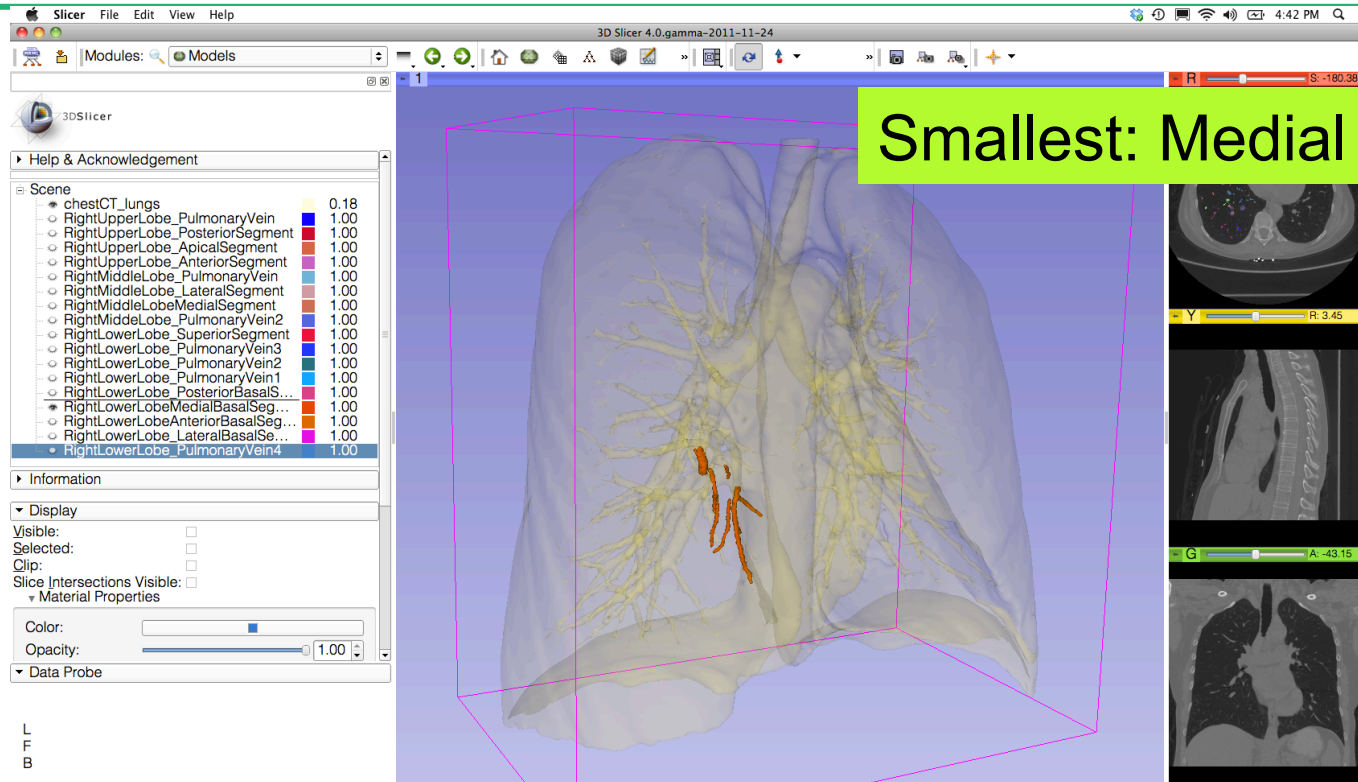 Slicer File Edit View Help 4:42 PM
3D Slicer 4.0.gamma-2011-11-24
Modules: Models
3DSlicer
1
R S: -180.38
Smallest: Medial
Help & Acknowledgement
Scene
chestCT_lungs 0.18
RightUpperLobe_PulmonaryVein 1.00
RightUpperLobe_PosteriorSegment 1.00
RightUpperLobe_ApicalSegment 1.00
RightUpperLobe_AnteriorSegment 1.00
RightMiddleLobe_PulmonaryVein 1.00
RightMiddleLobe_LateralSegment 1.00
RightMiddleLobeMedialSegment 1.00
RightMiddeLobe_PulmonaryVein2 1.00
RightLowerLobe_SuperiorSegment 1.00
RightLowerLobe_PulmonaryVein3 1.00
RightLowerLobe_PulmonaryVein2 1.00
RightLowerLobe_PulmonaryVein1 1.00
RightLowerLobe_PosteriorBasalS... 1.00
RightLowerLobeMedialBasalSeg... 1.00
RightLowerLobeAnteriorBasalSeg... 1.00
RightLowerLobe_LateralBasalSe... 1.00
RightLowerLobe_PulmonaryVein4 1.00
Y R: 3.45
Information
Display
Visible:
Selected:
Clip:
Slice Intersections Visible:
Material Properties
Color:
Opacity: 1.00
G A: -43.15
Data Probe
L
F
B